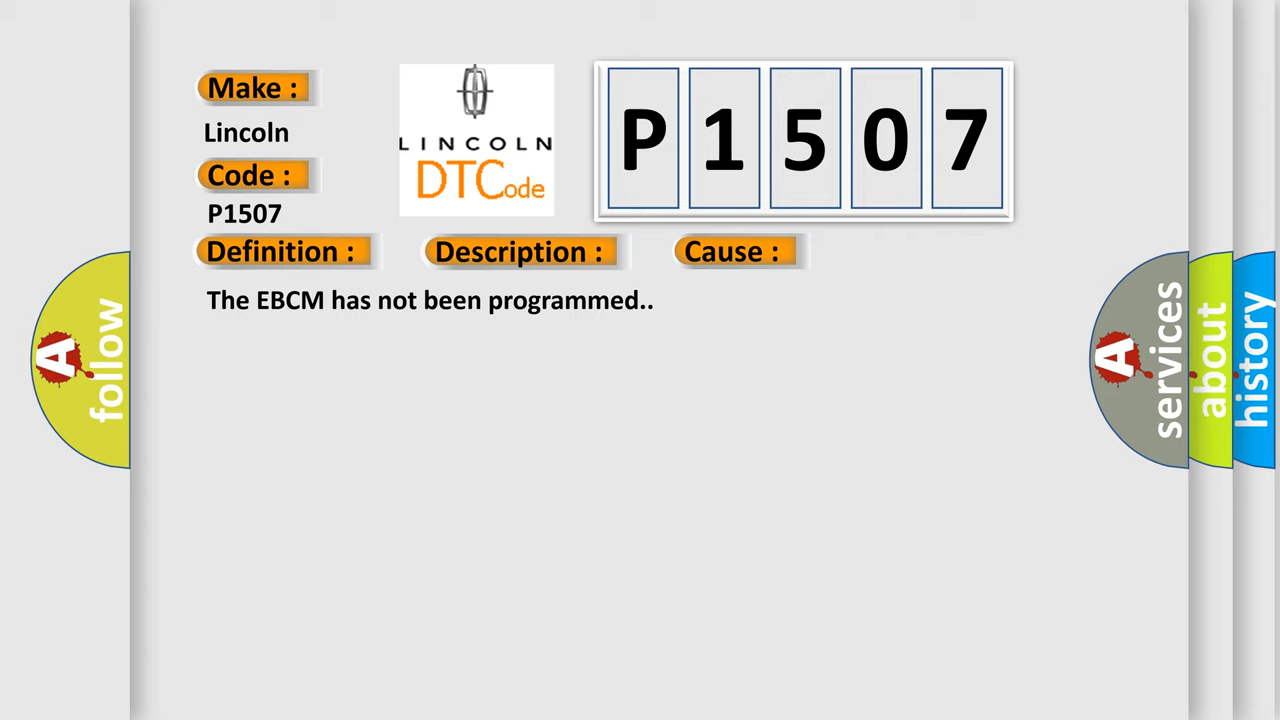 Make :
Lincoln
Code :
P1507
LINCOLN
DTCode
P 1 5 0 7
Definition :
Description :
Cause :
The EBCM has not been programmed..
A follow
A services
about
history